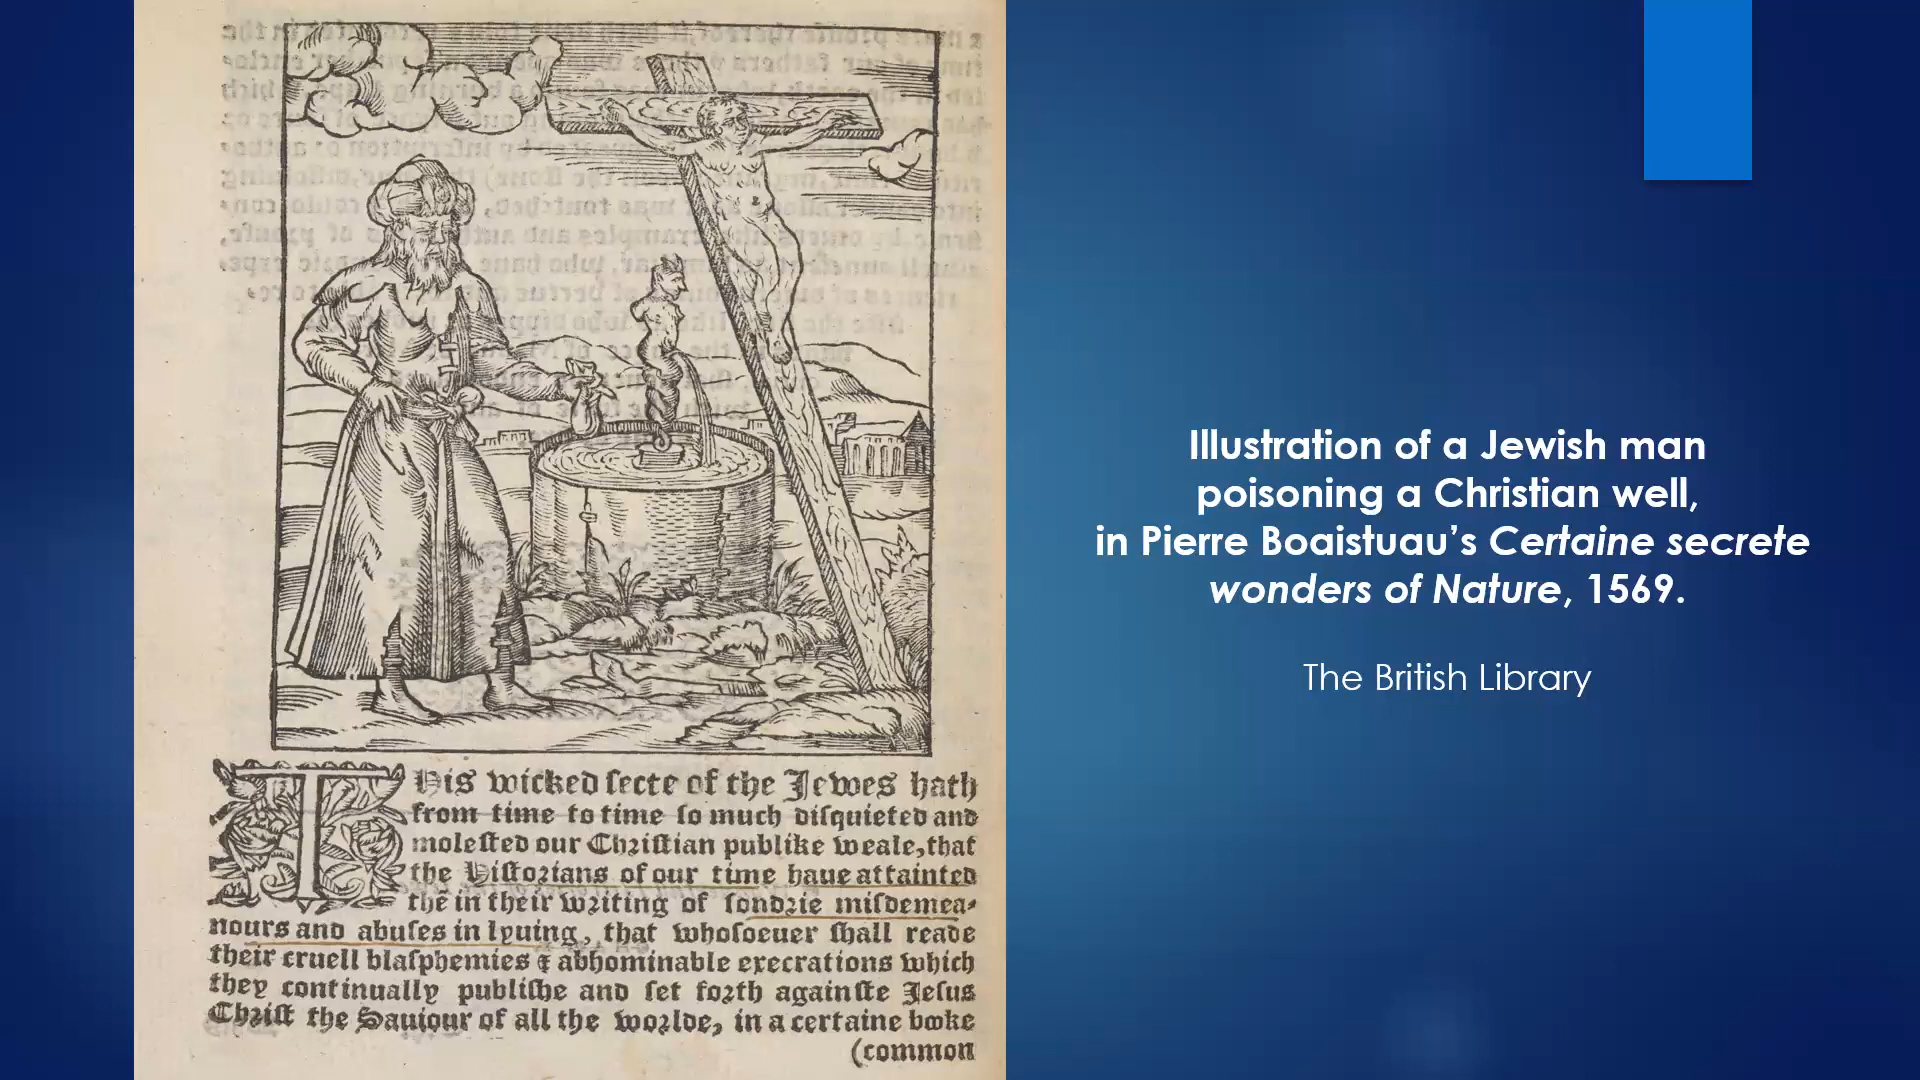 THis wicked secte of the Jewes hath
from time to time so much disquieted and
molested our Christian publike weale, that
the Historians of our time haue attainted
thē in their writing of sondrie misdemea-
nours and abuses in lyuing, that whosoeuer shall reade
their cruell blasphemies & abhominable execrations which
they continually publishe and set forth againste Jesus
Christ the Sauiour of all the worlde, in a certaine booke
(common
Illustration of a Jewish man
poisoning a Christian well,
in Pierre Boaistuau’s Certaine secrete
wonders of Nature, 1569.
The British Library